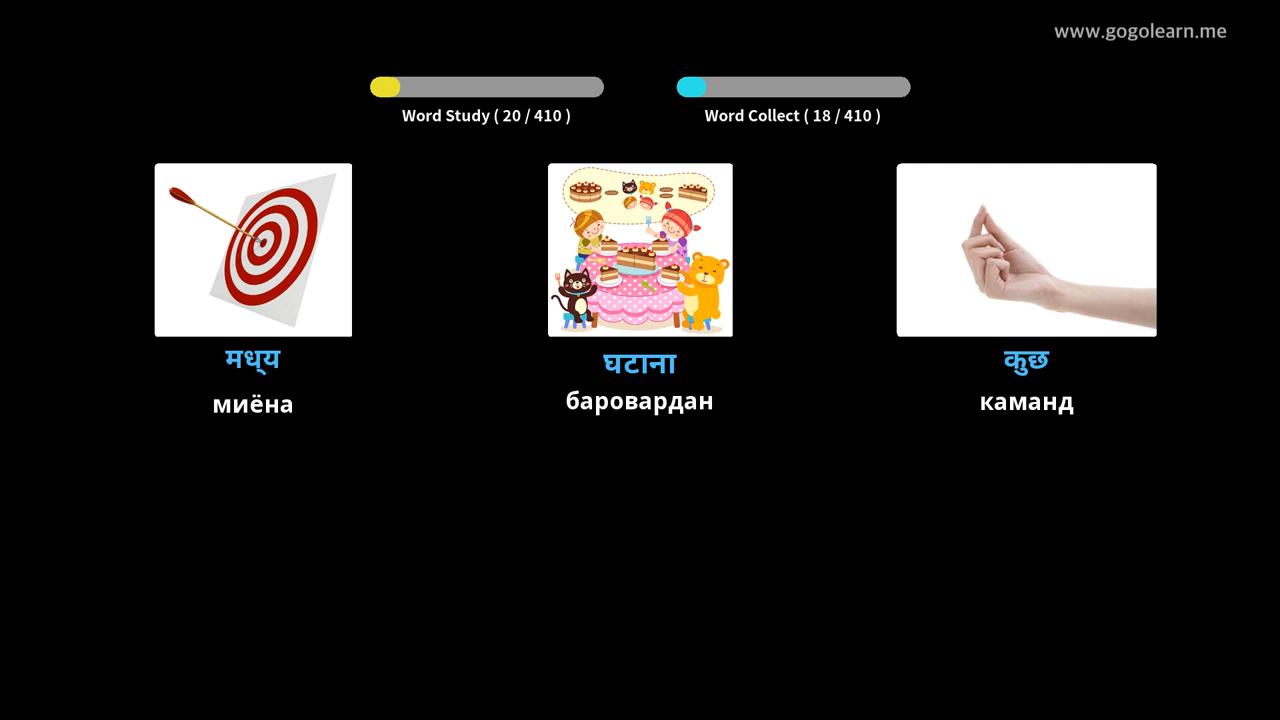 www.gogolearn.me
Word Study ( 20 / 410 )
Word Collect ( 18 / 410 )
मध्य
घटाना
कुछ
миёна
баровардан
каманд